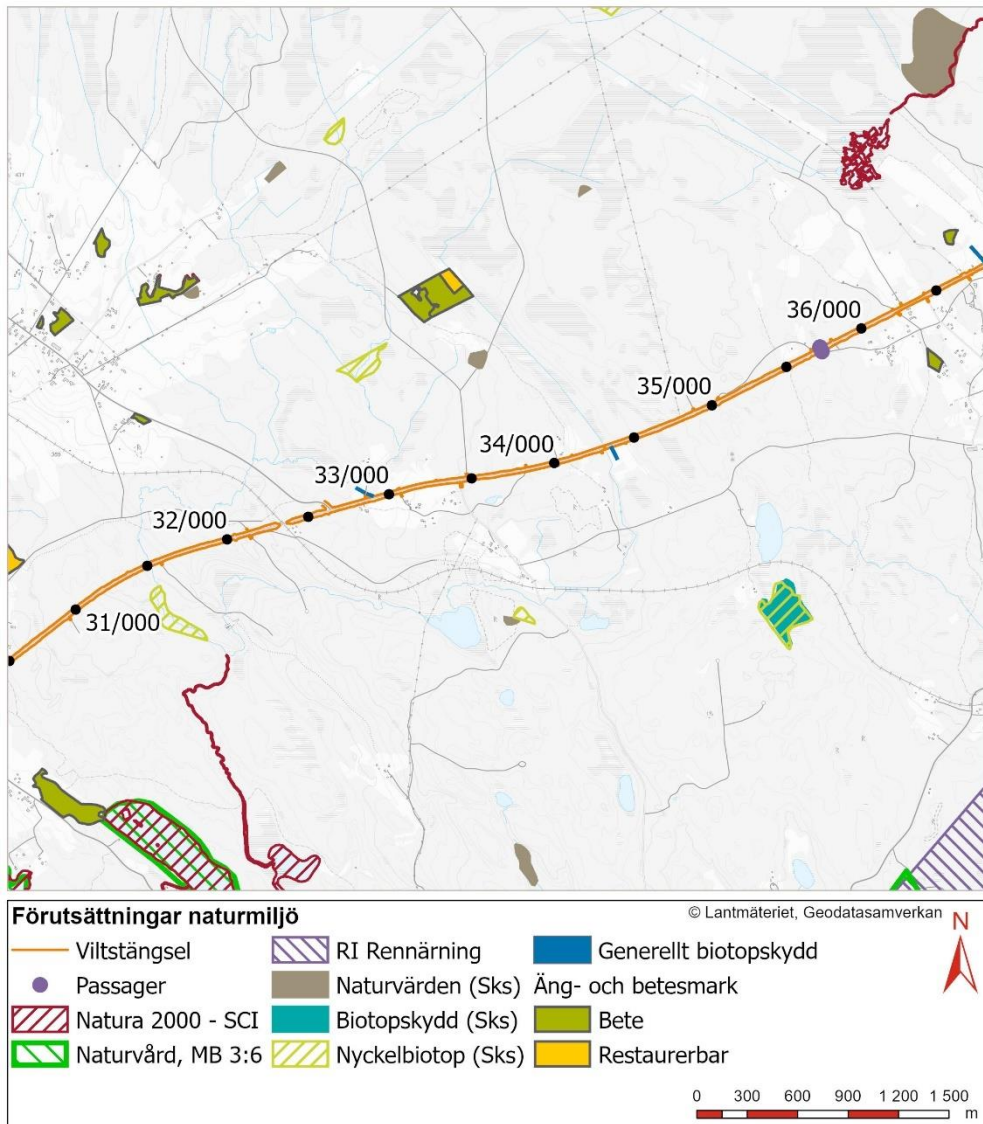 36/000
35/000
34/000
33/000
32/000
31/000
Förutsättningar naturmiljö
© Lantmäteriet, Geodatasamverkan
N
Viltstängsel
RI Rennärning
Generellt biotopskydd
Passager
Naturvärden (Sks)
Äng- och betesmark
Natura 2000 - SCI
Biotopskydd (Sks)
Bete
Naturvård, MB 3:6
Nyckelbiotop (Sks)
Restaurerbar
0 300 600 900 1 200 1 500
m